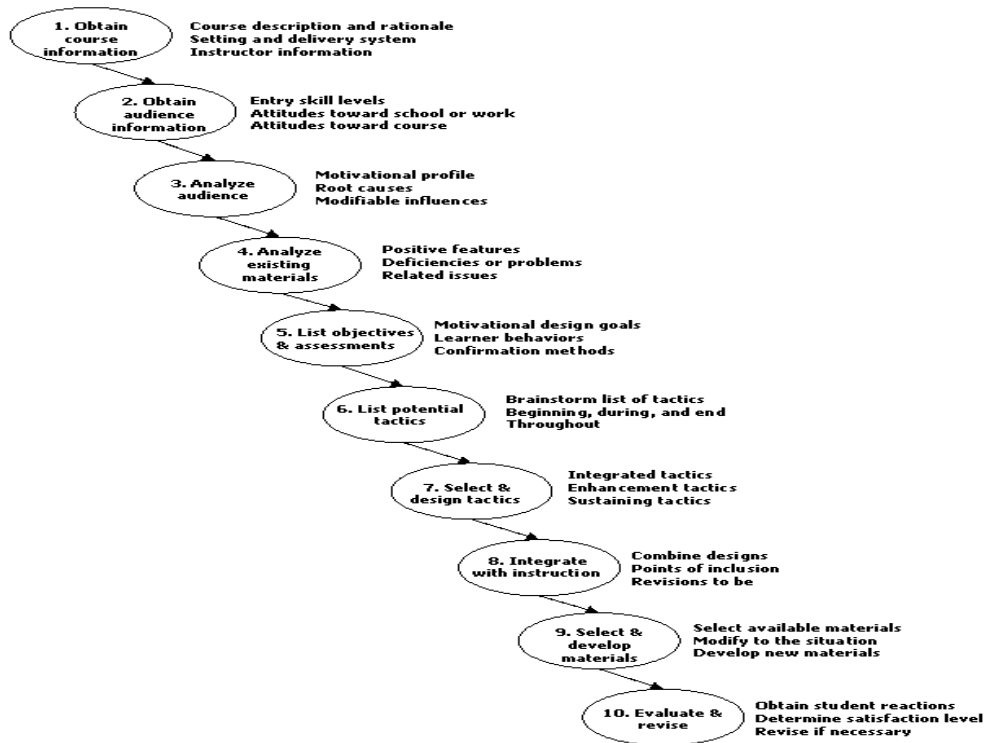 1. Obtain
course
information
Course description and rationale
Setting and delivery system
Instructor information
2. Obtain
audience
information
Entry skill levels
Attitudes toward school or work
Attitudes toward course
3. Analyze
audience
Motivational profile
Root causes
Modifiable influences
4. Analyze
existing
materials
Positive features
Deficiencies or problems
Related issues
5. List objectives
& assessments
Motivational design goals
Learner behaviors
Confirmation methods
6. List potential
tactics
Brainstorm list of tactics
Beginning, during, and end
Throughout
7. Select &
design tactics
Integrated tactics
Enhancement tactics
Sustaining tactics
8. Integrate
with instruction
Combine designs
Points of inclusion
Revisions to be
9. Select &
develop
materials
Select available materials
Modify to the situation
Develop new materials
10. Evaluate &
revise
Obtain student reactions
Determine satisfaction level
Revise if necessary